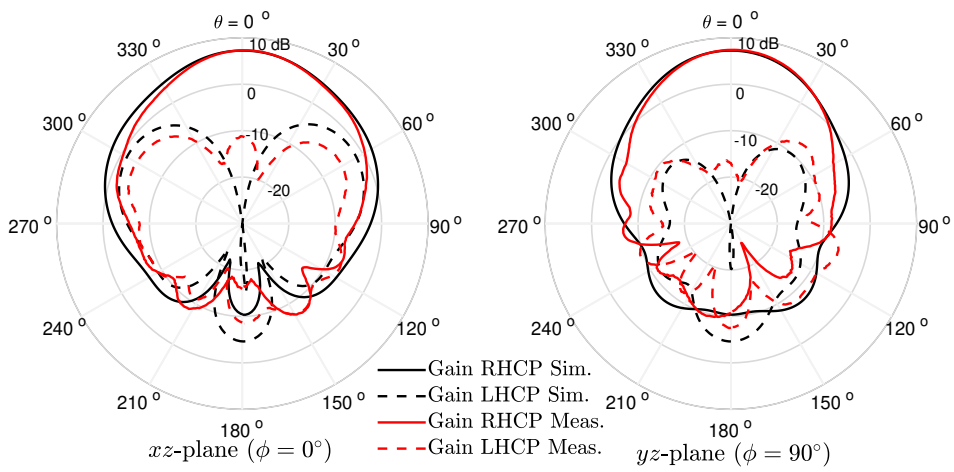 θ = 0 °
330 °
30 °
10 dB
0
300 °
60 °
-10
-20
270 °
90 °
240 °
120 °
210 °
150 °
180 °
xz-plane (ϕ = 0°)
θ = 0 °
330 °
30 °
10 dB
0
300 °
60 °
-10
-20
270 °
90 °
240 °
120 °
210 °
150 °
180 °
yz-plane (ϕ = 90°)
Gain RHCP Sim.
Gain LHCP Sim.
Gain RHCP Meas.
Gain LHCP Meas.